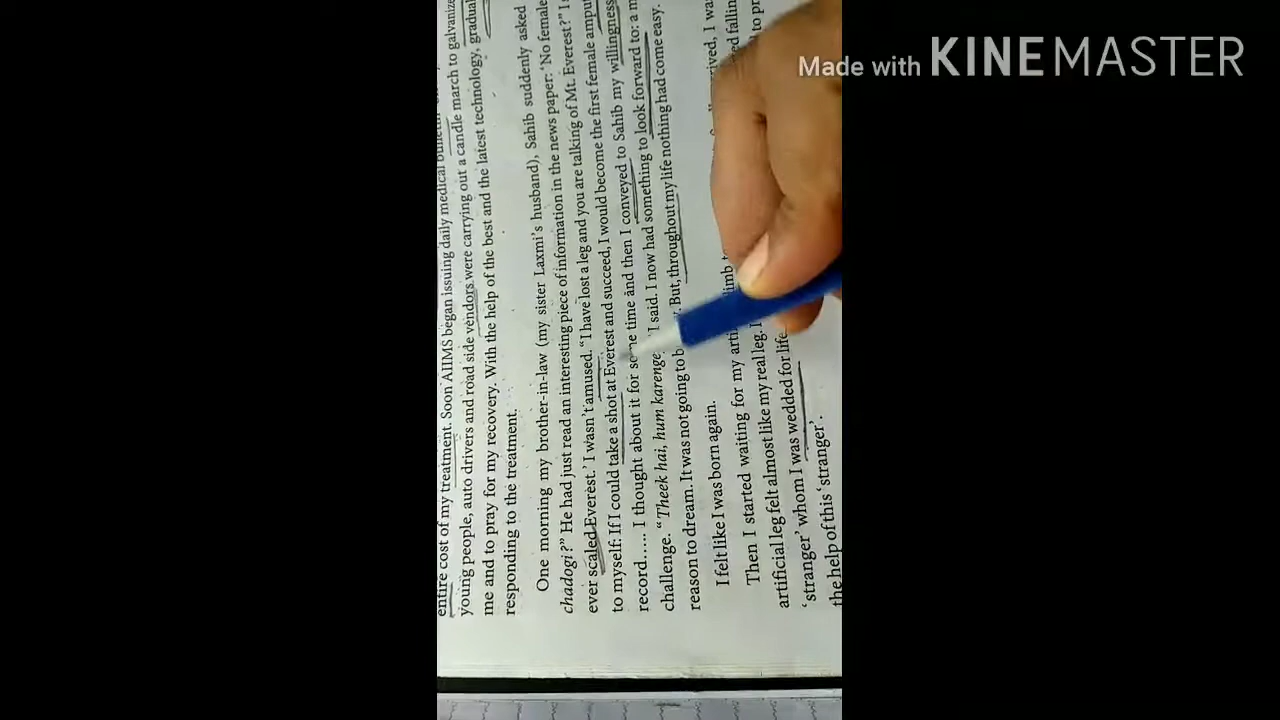 Made with KINEMASTER
entire cost of my treatment. Soon AIIMS began issuing daily medical bulletin
young people, auto drivers and road side vendors were carrying out a candle march to galvanize
me and to pray for my recovery. With the help of the best and the latest technology, gradual
responding to the treatment.
One morning my brother-in-law (my sister Laxmi's husband), Sahib suddenly asked
chadogi?" He had just read an interesting piece of information in the news paper: 'No female
ever scaled Everest.' I wasn't amused. "I have lost a leg and you are talking of Mt. Everest?" I
to myself: If I could take a shot at Everest and succeed, I would become the first female ampu
record..... I thought about it for some time and then I conveyed to Sahib my willingness
challenge. "Theek hai, hum karenge I said. I now had something to look forward to: a m
reason to dream. It was not going to b But, throughout my life nothing had come easy.
I felt like I was born again.
Then I started waiting for my arti limb rrived, I wa
artificial leg felt almost like my real leg. falling
'stranger' whom I was wedded for life. to pr
the help of this 'stranger'.